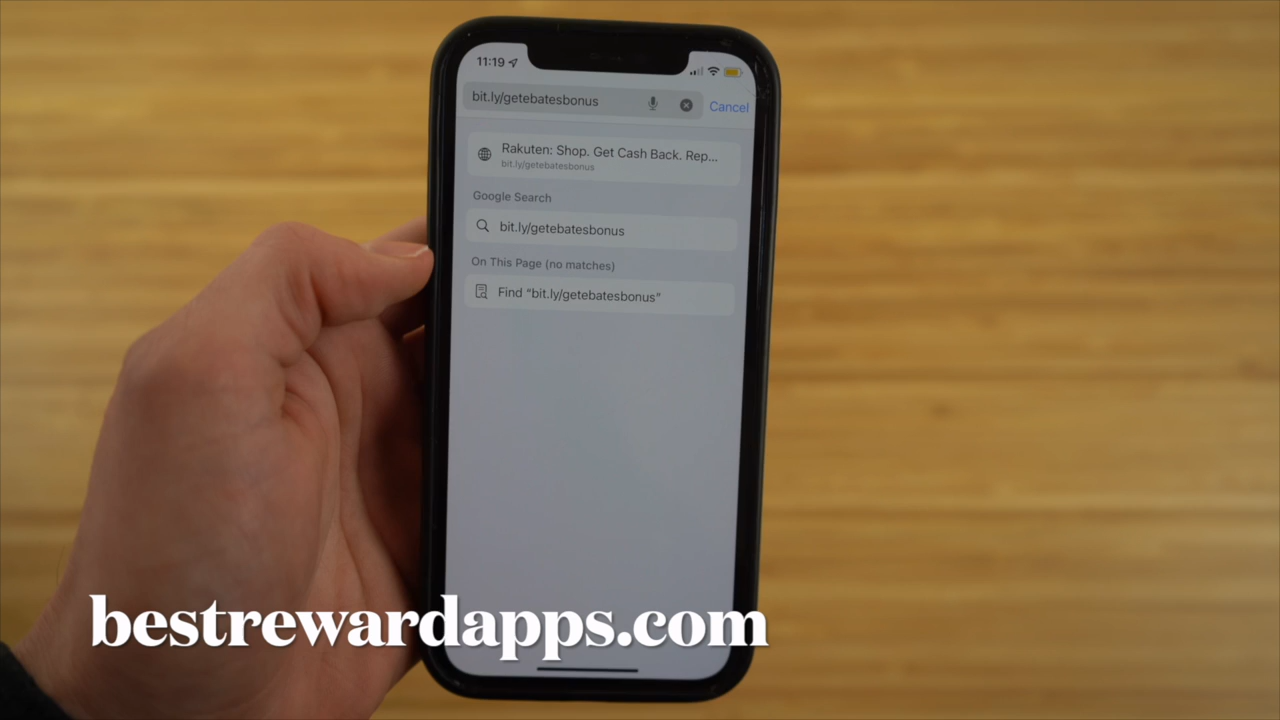 11:19
bit.ly/getebatesbonus
Cancel
Rakuten: Shop. Get Cash Back. Rep...
bit.ly/getebatesbonus
Google Search
bit.ly/getebatesbonus
On This Page (no matches)
Find “bit.ly/getebatesbonus”
bestrewardapps.com